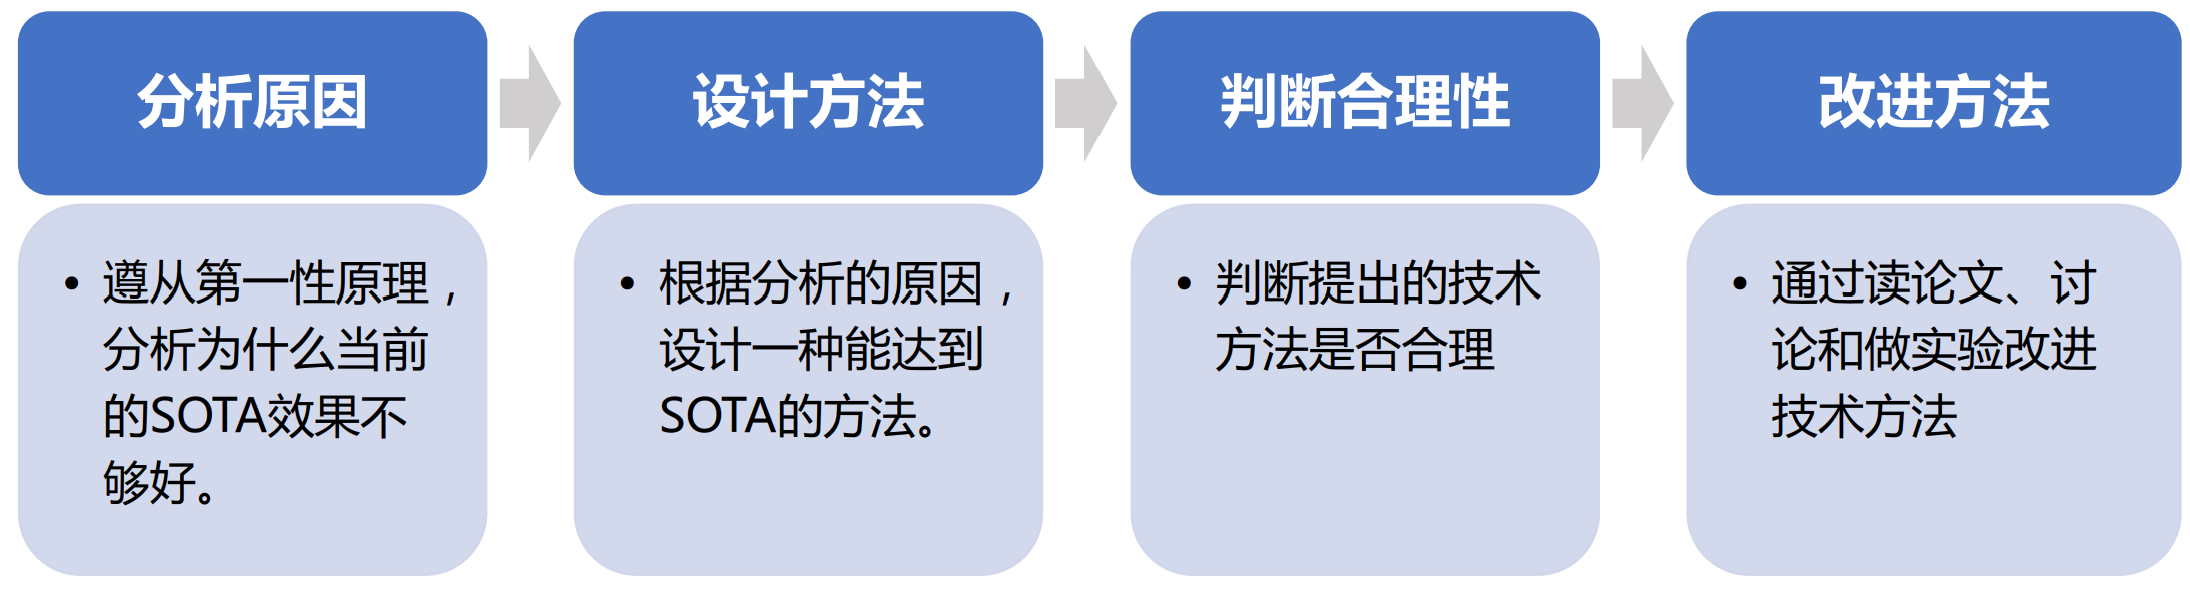 分析原因
设计方法
判断合理性
改进方法
• 遵从第一性原理，
分析为什么当前
的SOTA效果不
够好。
• 根据分析的原因，
设计一种能达到
SOTA的方法。
• 判断提出的技术
方法是否合理
• 通过读论文、讨
论和做实验改进
技术方法